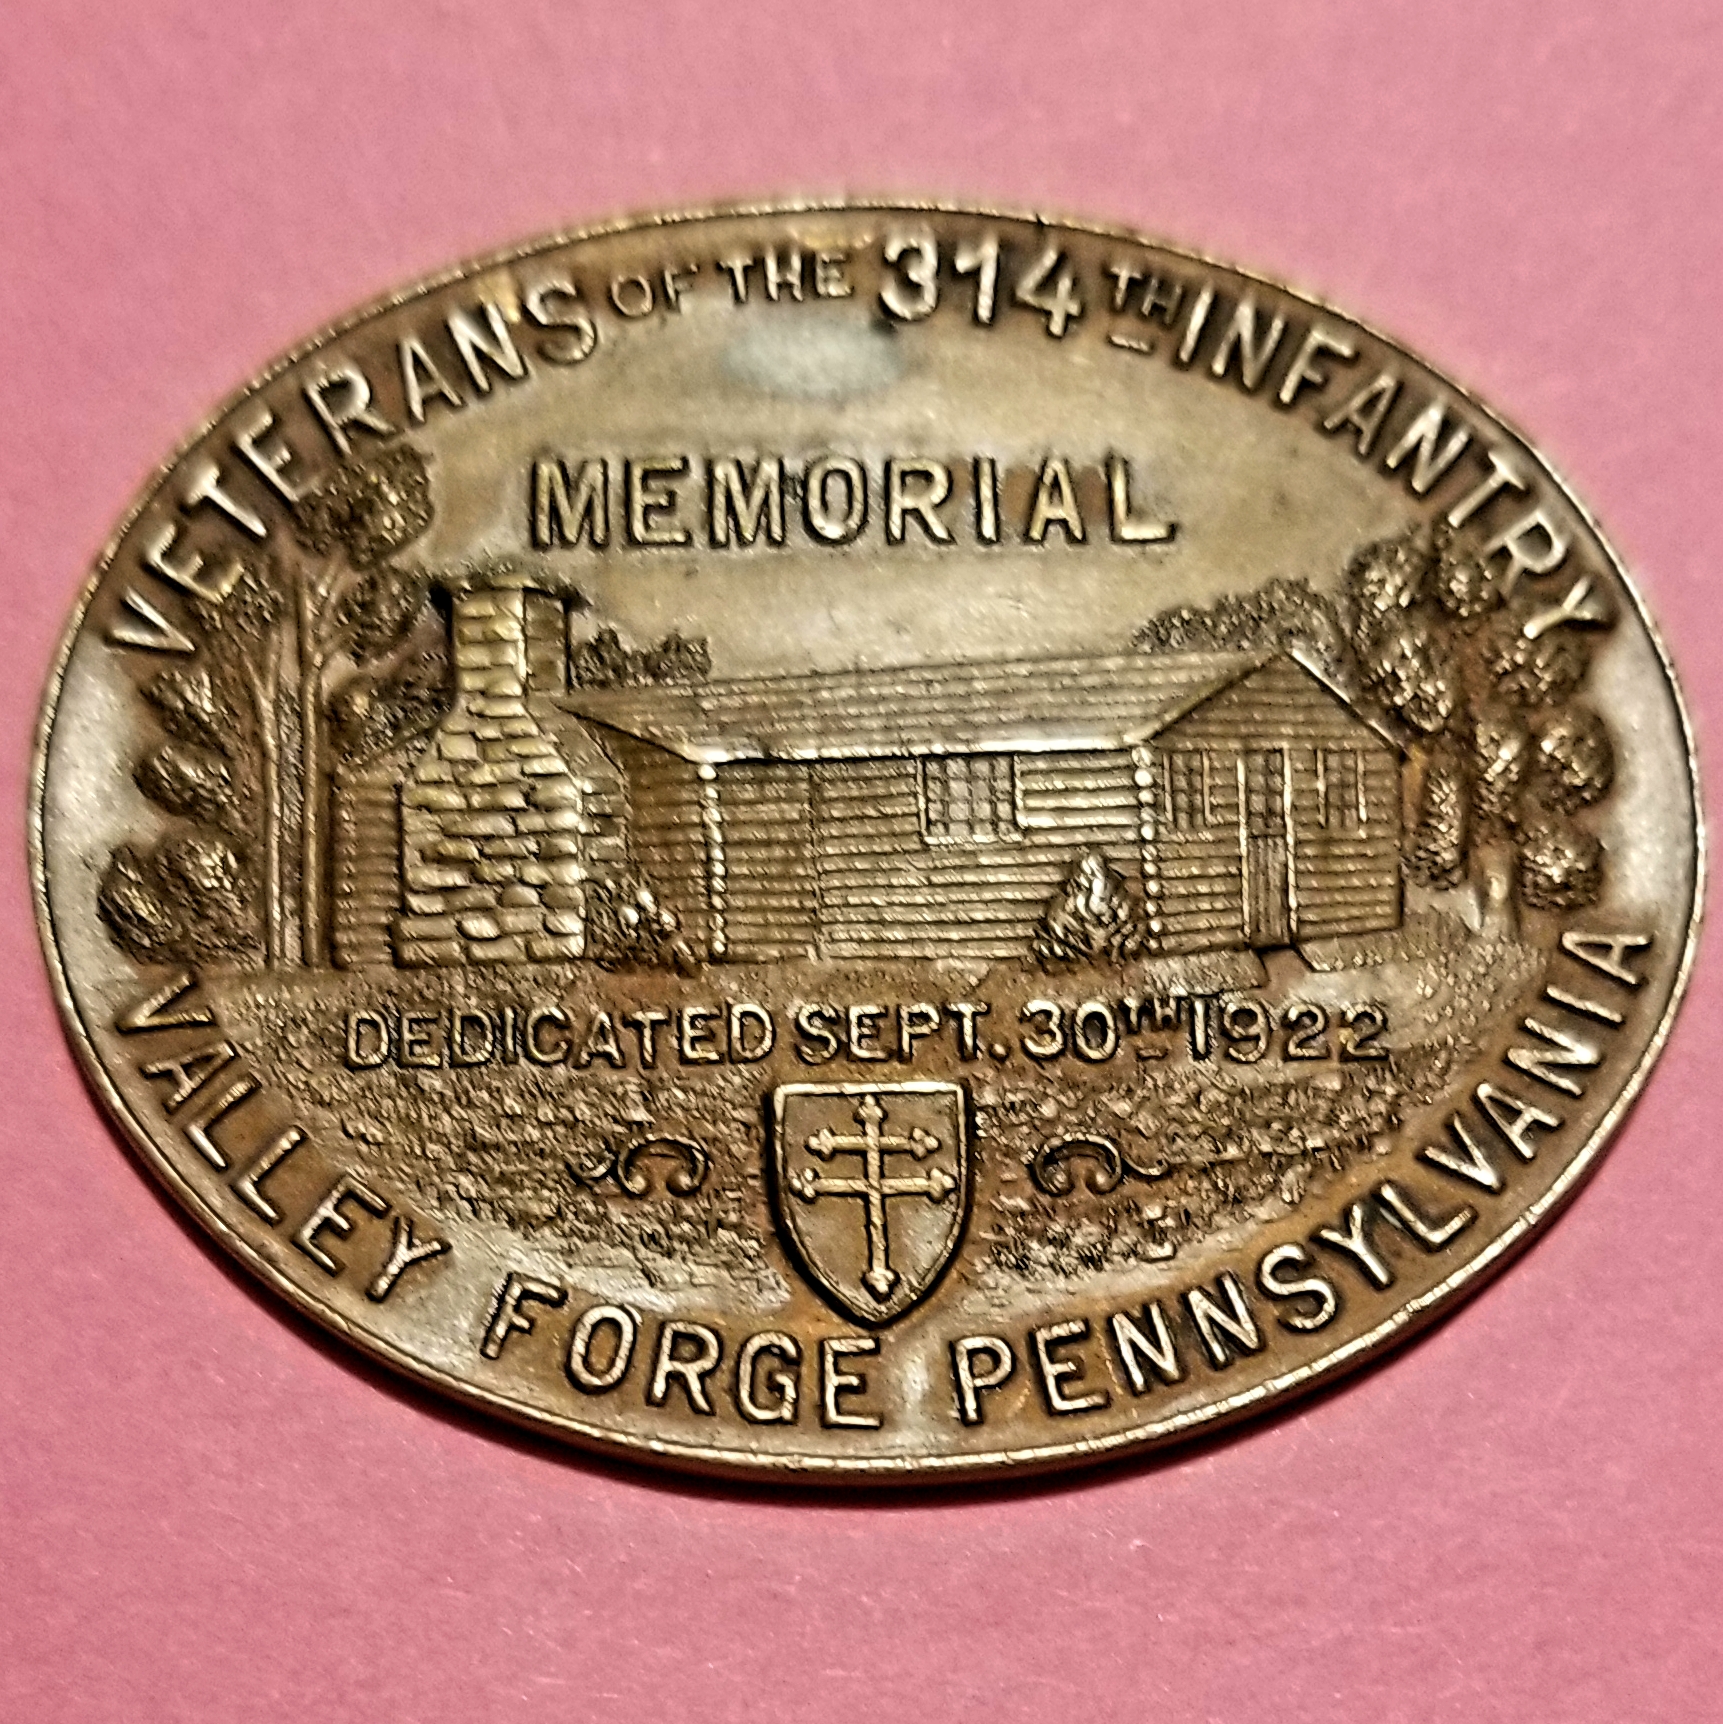 VETERANS OF THE 314TH INFANTRY
MEMORIAL
DEDICATED SEPT. 30TH 1922
VALLEY FORGE PENNSYLVANIA